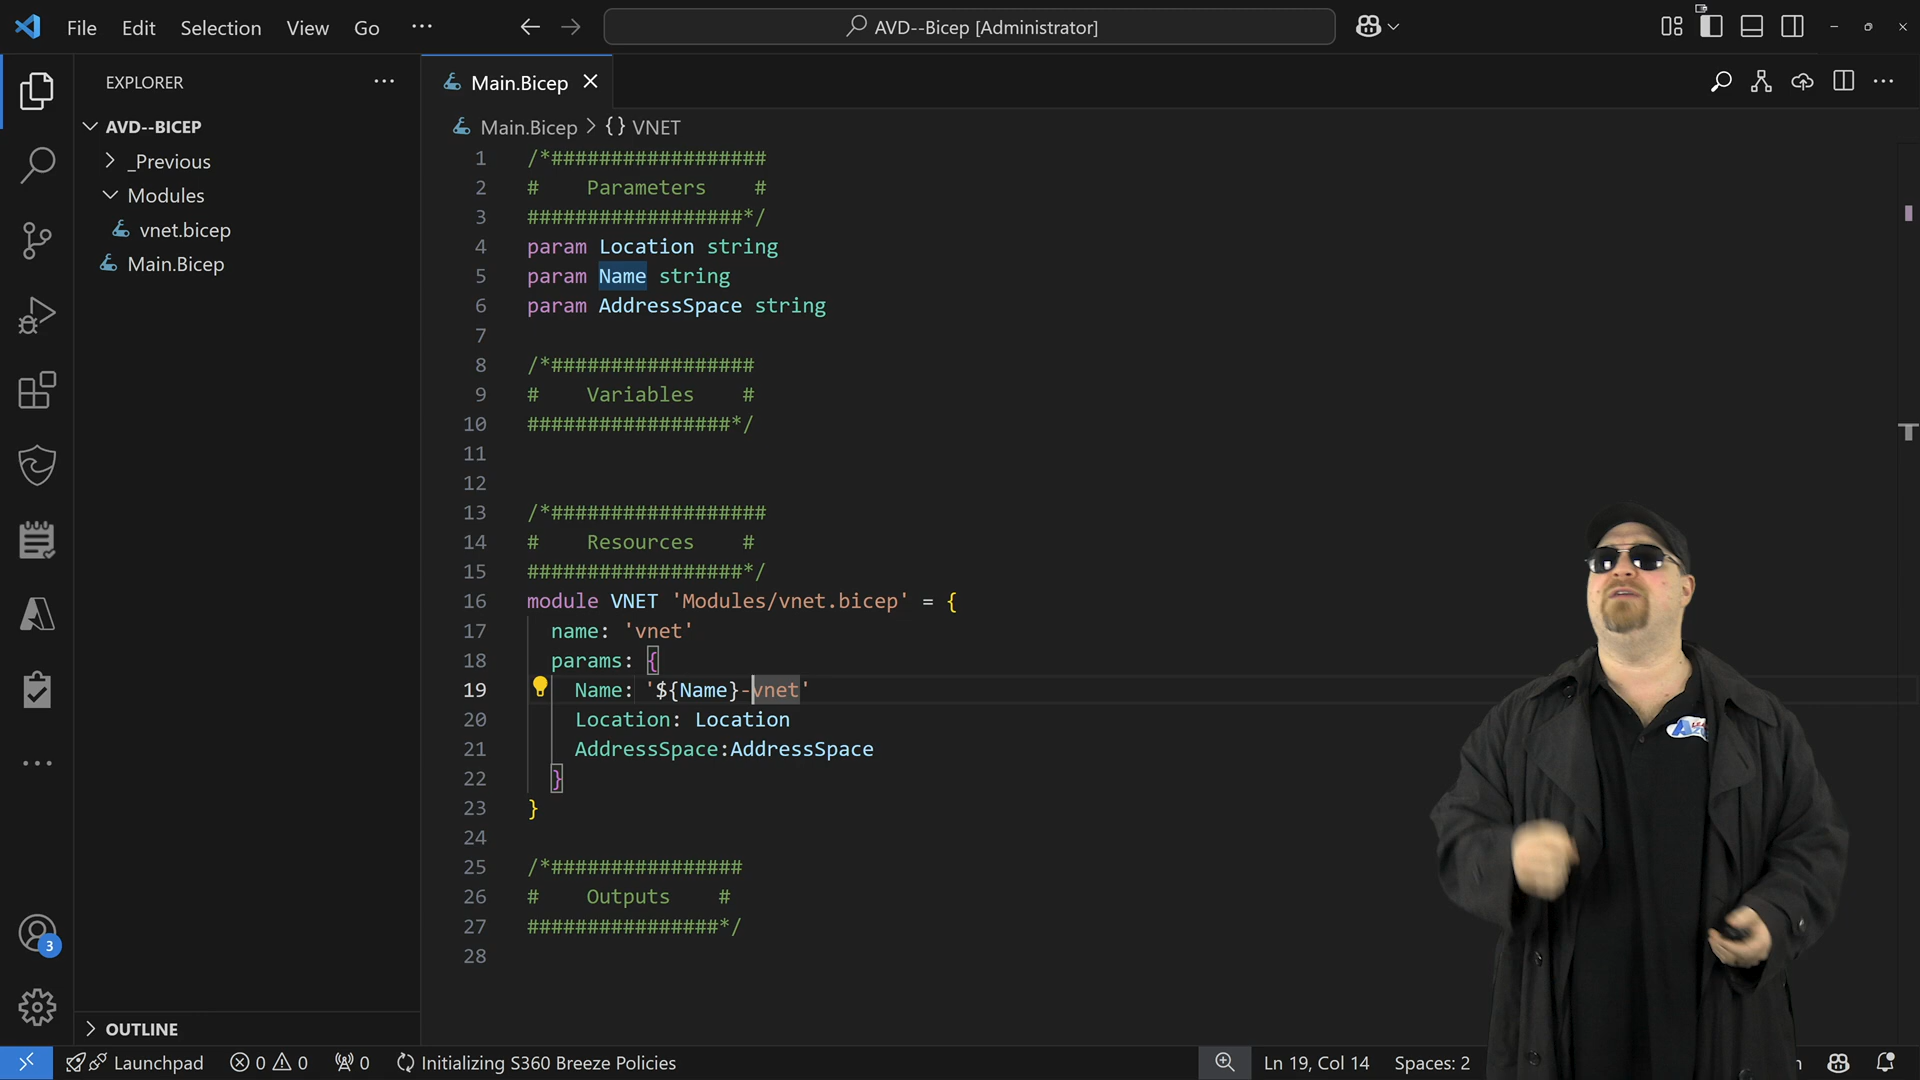 File Edit Selection View Go ...
AVD--Bicep [Administrator]
EXPLORER
AVD--BICEP
_Previous
Modules
vnet.bicep
Main.Bicep
OUTLINE
Main.Bicep
Main.Bicep > {} VNET
1 /*##################
2 #    Parameters    #
3 ##################*/
4 param Location string
5 param Name string
6 param AddressSpace string
7
8 /*#################
9 #    Variables    #
10 #################*/
11
12
13 /*##################
14 #    Resources    #
15 ##################*/
16 module VNET 'Modules/vnet.bicep' = {
17   name: 'vnet'
18   params: {
19     Name: '${Name}-vnet'
20     Location: Location
21     AddressSpace:AddressSpace
22   }
23 }
24
25 /*################
26 #    Outputs    #
27 ################*/
28
3
Launchpad 0 0 0 Initializing S360 Breeze Policies Ln 19, Col 14 Spaces: 2